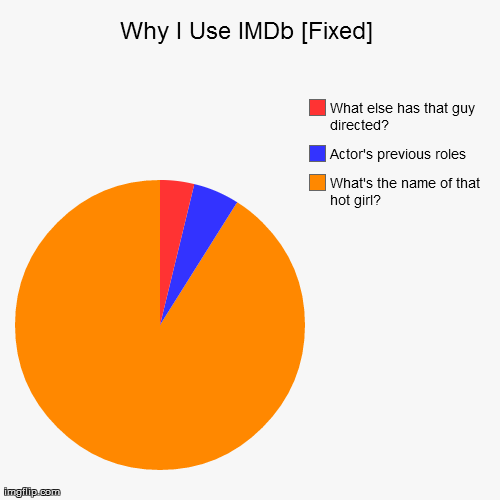 Why I Use IMDb [Fixed]
What else has that guy
directed?
Actor's previous roles
What's the name of that
hot girl?
imgflip.com